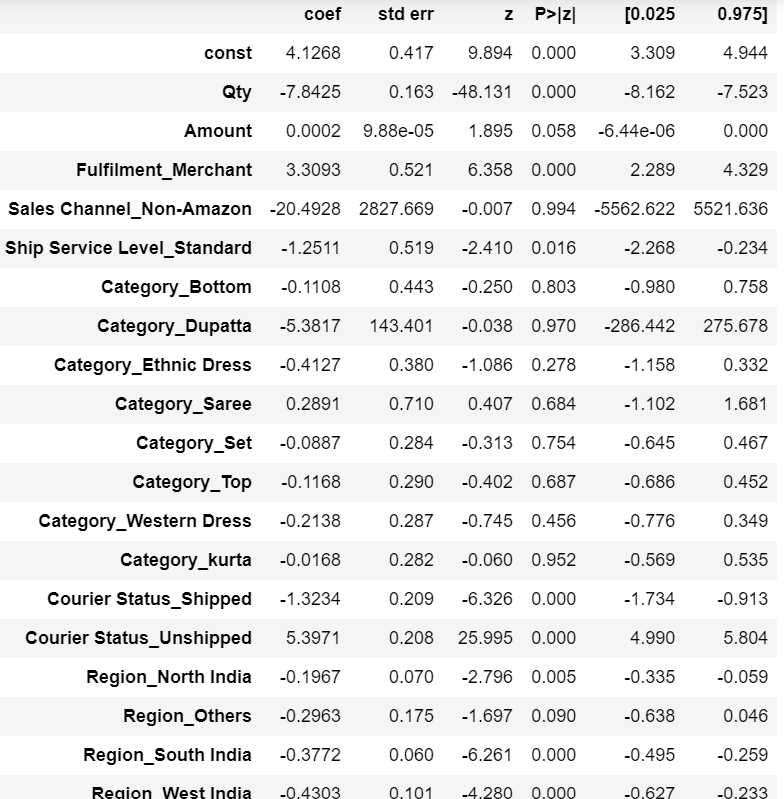 coef std err z P>|z| [0.025 0.975]
const 4.1268 0.417 9.894 0.000 3.309 4.944
Qty -7.8425 0.163 -48.131 0.000 -8.162 -7.523
Amount 0.0002 9.88e-05 1.895 0.058 -6.44e-06 0.000
Fulfilment_Merchant 3.3093 0.521 6.358 0.000 2.289 4.329
Sales Channel_Non-Amazon -20.4928 2827.669 -0.007 0.994 -5562.622 5521.636
Ship Service Level_Standard -1.2511 0.519 -2.410 0.016 -2.268 -0.234
Category_Bottom -0.1108 0.443 -0.250 0.803 -0.980 0.758
Category_Dupatta -5.3817 143.401 -0.038 0.970 -286.442 275.678
Category_Ethnic Dress -0.4127 0.380 -1.086 0.278 -1.158 0.332
Category_Saree 0.2891 0.710 0.407 0.684 -1.102 1.681
Category_Set -0.0887 0.284 -0.313 0.754 -0.645 0.467
Category_Top -0.1168 0.290 -0.402 0.687 -0.686 0.452
Category_Western Dress -0.2138 0.287 -0.745 0.456 -0.776 0.349
Category_kurta -0.0168 0.282 -0.060 0.952 -0.569 0.535
Courier Status_Shipped -1.3234 0.209 -6.326 0.000 -1.734 -0.913
Courier Status_Unshipped 5.3971 0.208 25.995 0.000 4.990 5.804
Region_North India -0.1967 0.070 -2.796 0.005 -0.335 -0.059
Region_Others -0.2963 0.175 -1.697 0.090 -0.638 0.046
Region_South India -0.3772 0.060 -6.261 0.000 -0.495 -0.259
Region_West India -0.4303 0.101 -4.280 0.000 -0.627 -0.233